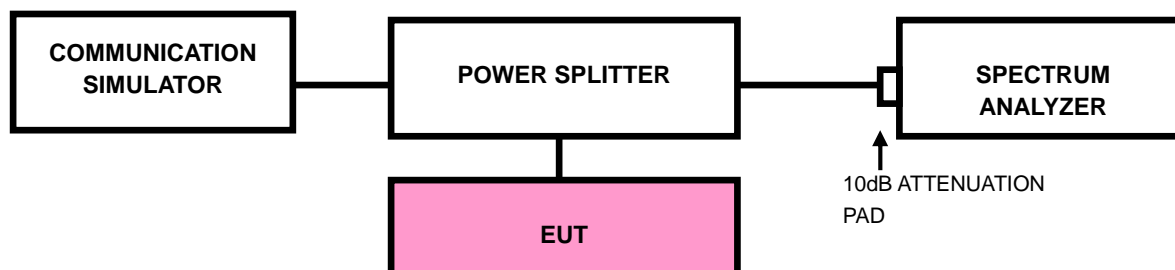 COMMUNICATION
SIMULATOR
POWER SPLITTER
SPECTRUM
ANALYZER
10dB ATTENUATION
PAD
EUT